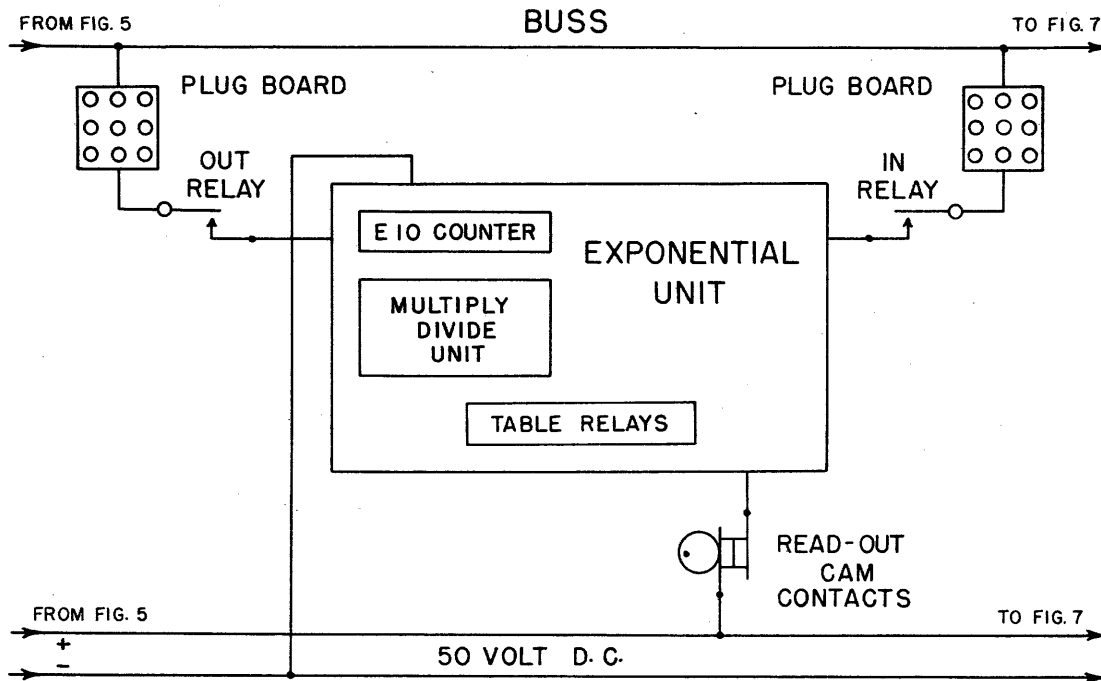 FROM FIG. 5
BUSS
TO FIG. 7
PLUG BOARD
PLUG BOARD
OUT
RELAY
IN
RELAY
E IO COUNTER
EXPONENTIAL
UNIT
MULTIPLY
DIVIDE
UNIT
TABLE RELAYS
READ-OUT
CAM
CONTACTS
FROM FIG. 5
TO FIG. 7
+
-
50 VOLT D. C.